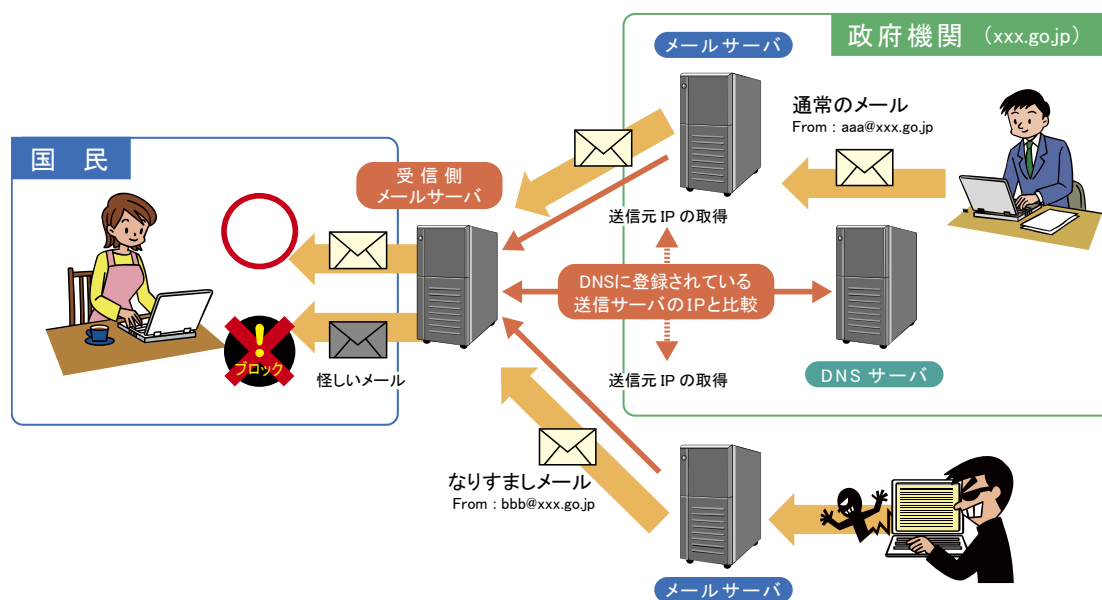 政府機関 （xxx.go.jp）
メールサーバ
通常のメール
From : aaa@xxx.go.jp
国 民
受信側
メールサーバ
送信元 IP の取得
DNSに登録されている
送信サーバのIPと比較
ブロック
怪しいメール
送信元 IP の取得
DNS サーバ
なりすましメール
From : bbb@xxx.go.jp
メールサーバ